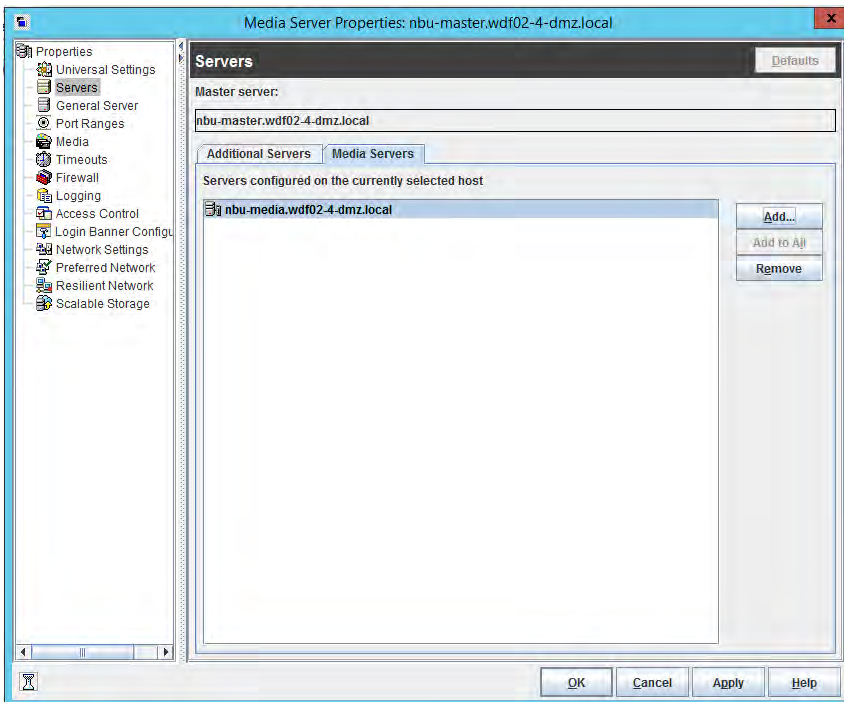 Media Server Properties: nbu-master.wdf02-4-dmz.local
x
Properties
Universal Settings
Servers
General Server
Port Ranges
Media
Timeouts
Firewall
Logging
Access Control
Login Banner Configu
Network Settings
Preferred Network
Resilient Network
Scalable Storage
Servers
Defaults
Master server:
nbu-master.wdf02-4-dmz.local
Additional Servers
Media Servers
Servers configured on the currently selected host
nbu-media.wdf02-4-dmz.local
Add...
Add to All
Remove
OK
Cancel
Apply
Help